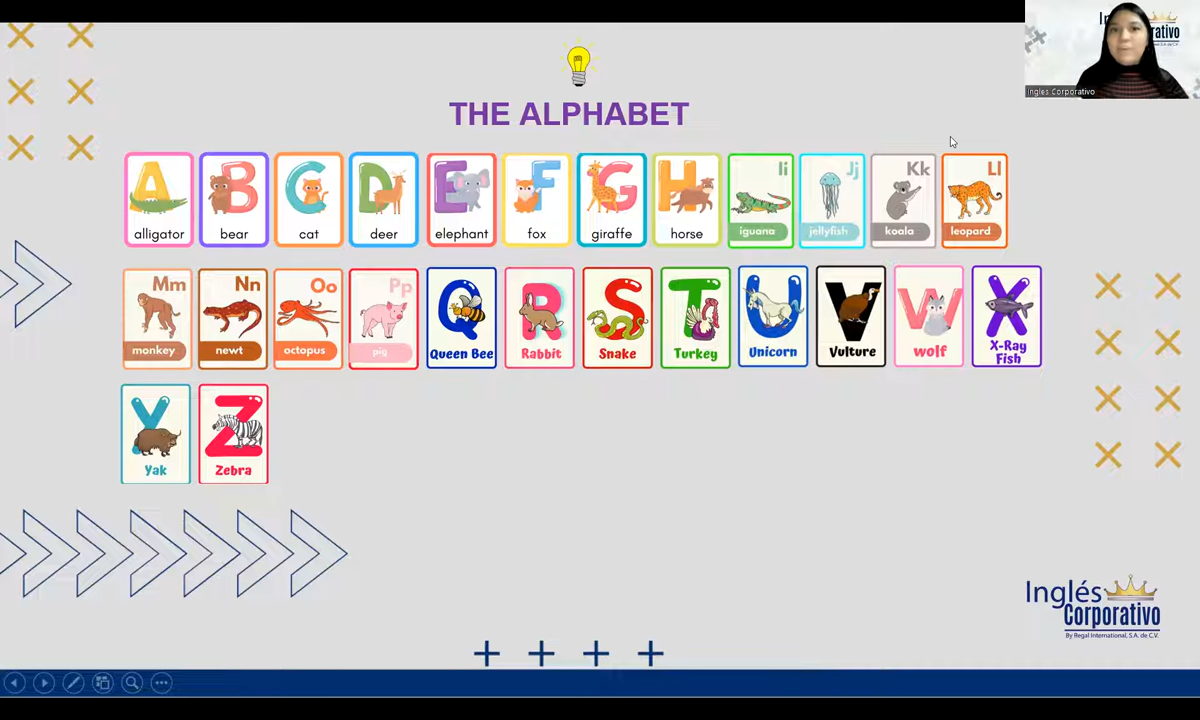 THE ALPHABET
A B C D E F G H Ii Jj Kk Ll
alligator bear cat deer elephant fox giraffe horse iguana jellyfish koala leopard
Mm Nn Oo Pp Q R S T U V W X
monkey newt octopus pig Queen Bee Rabbit Snake Turkey Unicorn Vulture wolf X-Ray
Fish
Y Z
Yak Zebra
Inglés
Corporativo
By Regal International, S.A. de C.V.
Inglés Corporativo